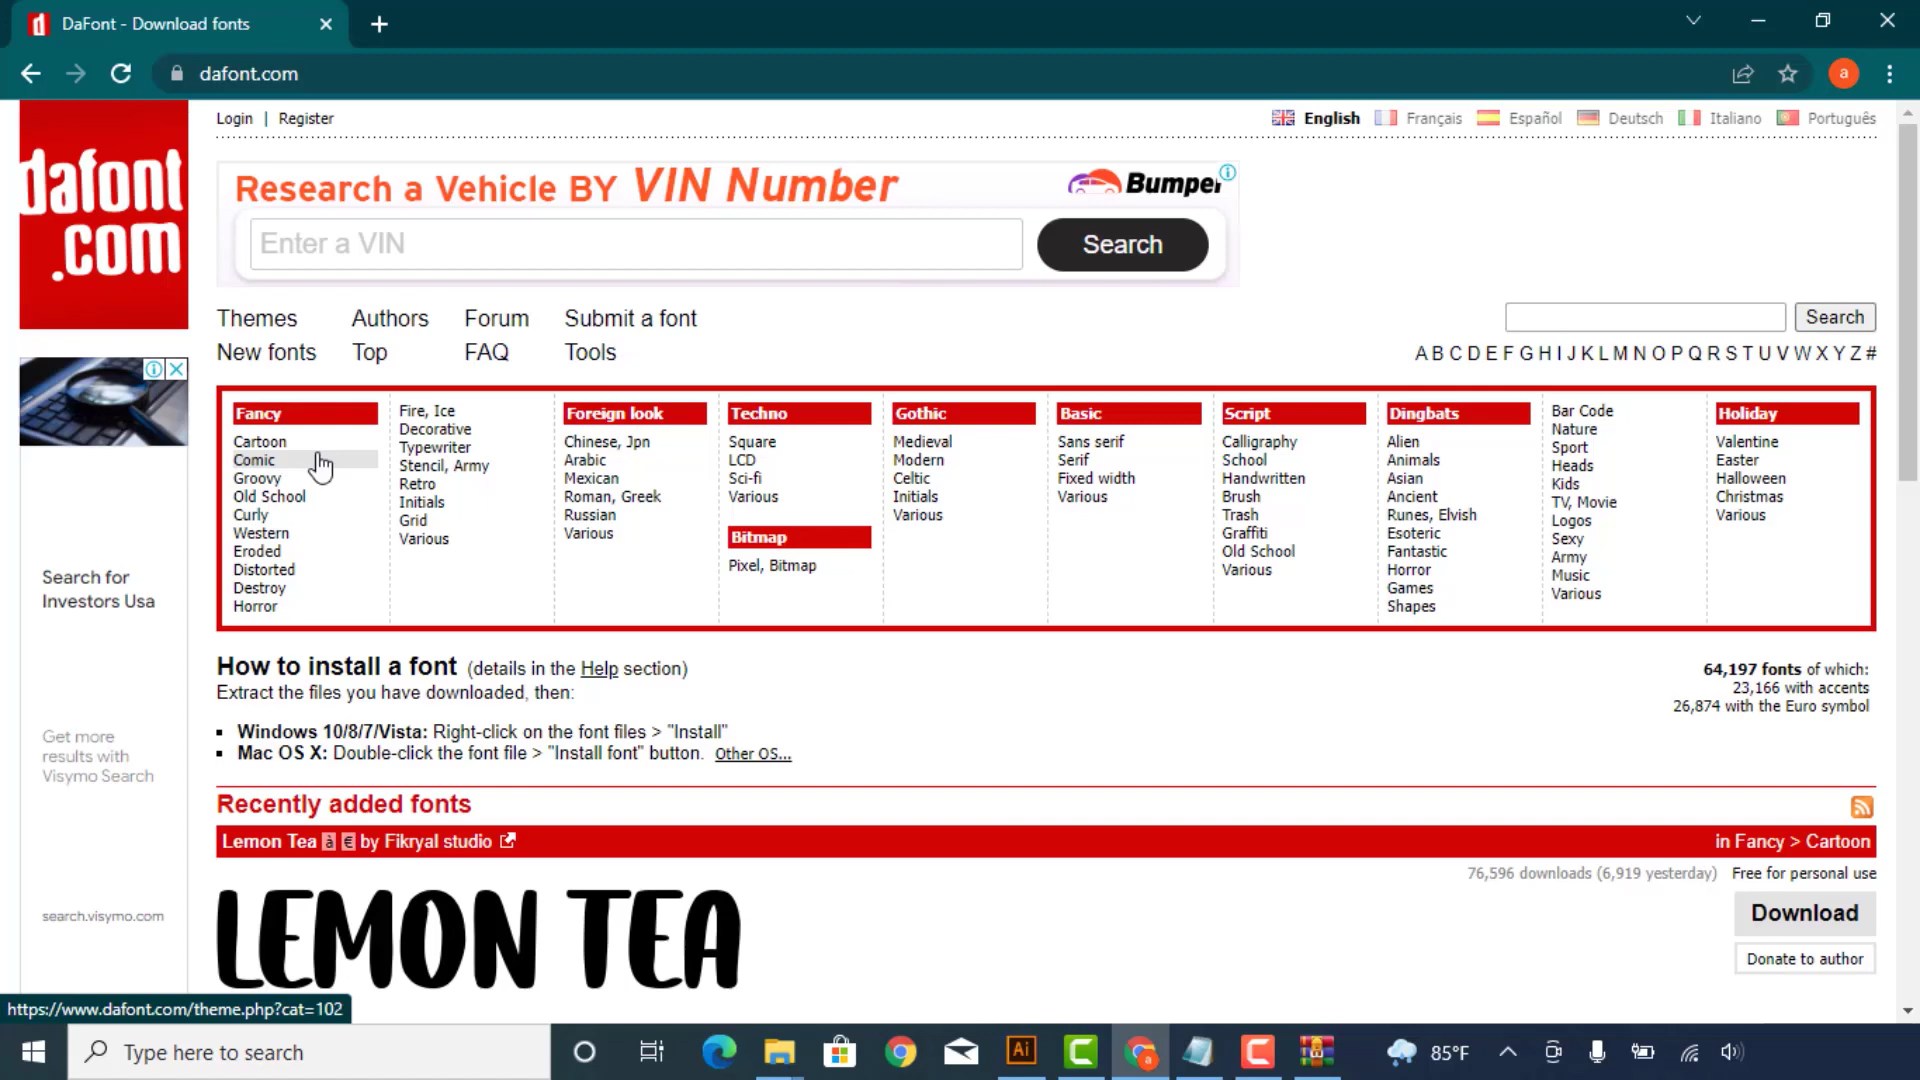 DaFont - Download fonts
dafont.com
a
dafont
.com
Login | Register
English Français Español Deutsch Italiano Português
Research a Vehicle BY VIN Number
Bumper
Enter a VIN
Search
Themes Authors Forum Submit a font
New fonts Top FAQ Tools
Search
A B C D E F G H I J K L M N O P Q R S T U V W X Y Z #
Fancy
Cartoon
Comic
Groovy
Old School
Curly
Western
Eroded
Distorted
Destroy
Horror
Fire, Ice
Decorative
Typewriter
Stencil, Army
Retro
Initials
Grid
Various
Foreign look
Chinese, Jpn
Arabic
Mexican
Roman, Greek
Russian
Various
Techno
Square
LCD
Sci-fi
Various
Bitmap
Pixel, Bitmap
Gothic
Medieval
Modern
Celtic
Initials
Various
Basic
Sans serif
Serif
Fixed width
Various
Script
Calligraphy
School
Handwritten
Brush
Trash
Graffiti
Old School
Various
Dingbats
Alien
Animals
Asian
Ancient
Runes, Elvish
Esoteric
Fantastic
Horror
Games
Shapes
Bar Code
Nature
Sport
Heads
Kids
TV, Movie
Logos
Sexy
Army
Music
Various
Holiday
Valentine
Easter
Halloween
Christmas
Various
Search for
Investors Usa
Get more
results with
Visymo Search
search.visymo.com
How to install a font (details in the Help section)
Extract the files you have downloaded, then:
Windows 10/8/7/Vista: Right-click on the font files > "Install"
Mac OS X: Double-click the font file > "Install font" button. Other OS...
64,197 fonts of which:
23,166 with accents
26,874 with the Euro symbol
Recently added fonts
Lemon Tea à € by Fikryal studio
in Fancy > Cartoon
76,596 downloads (6,919 yesterday) Free for personal use
LEMON TEA
Download
Donate to author
https://www.dafont.com/theme.php?cat=102
Type here to search
Ai
a
85°F